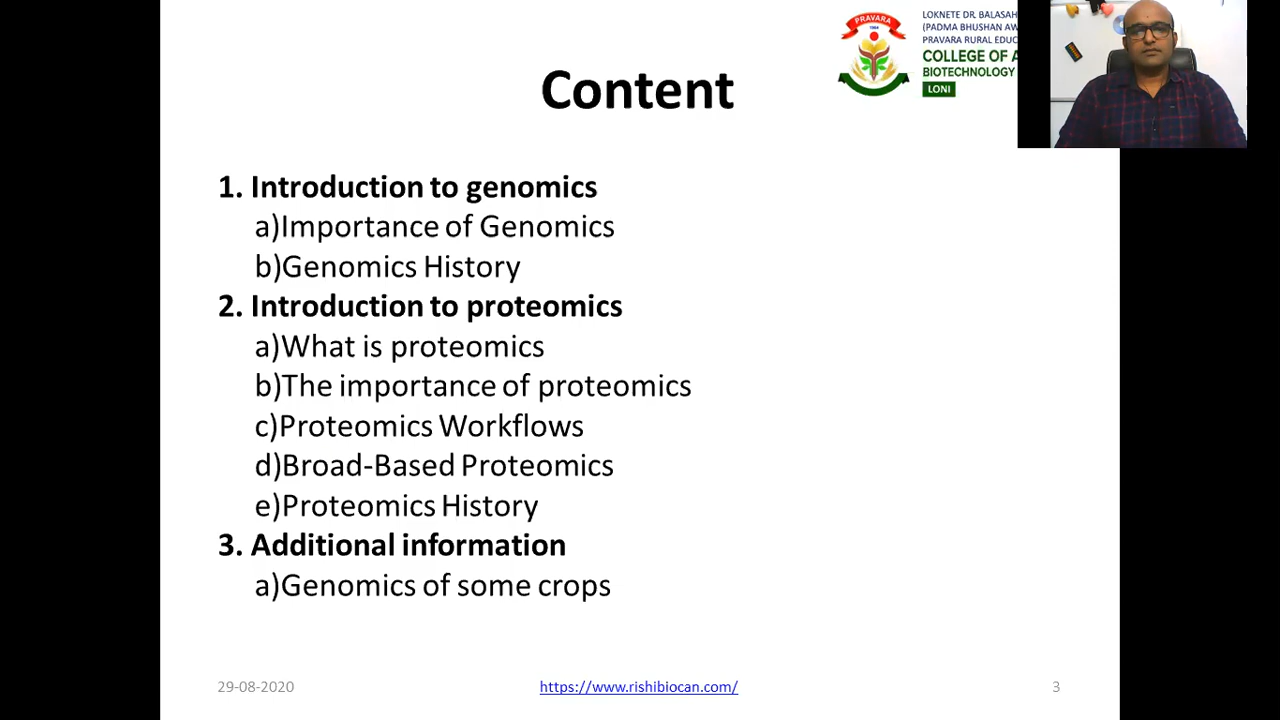 PRAVARA
LOKNETE DR. BALASAH
(PADMA BHUSHAN AW
PRAVARA RURAL EDUC
COLLEGE OF A
BIOTECHNOLOGY
LONI
Content
1. Introduction to genomics
a)Importance of Genomics
b)Genomics History
2. Introduction to proteomics
a)What is proteomics
b)The importance of proteomics
c)Proteomics Workflows
d)Broad-Based Proteomics
e)Proteomics History
3. Additional information
a)Genomics of some crops
29-08-2020
https://www.rishibiocan.com/
3